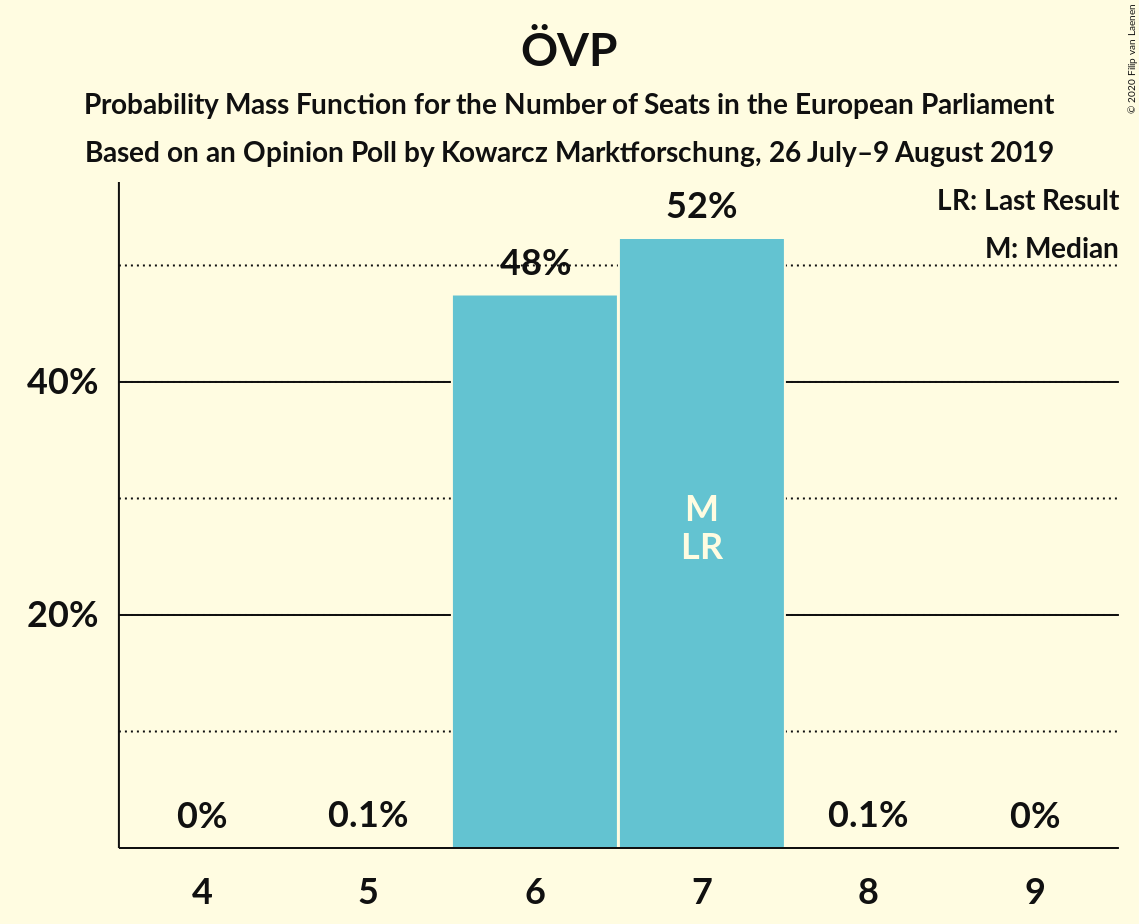 ÖVP
Probability Mass Function for the Number of Seats in the European Parliament
Based on an Opinion Poll by Kowarcz Marktforschung, 26 July–9 August 2019
© 2020 Filip van Laenen
LR: Last Result
M: Median
52%
48%
40%
20%
M
LR
0%
0.1%
0.1%
0%
4
5
6
7
8
9